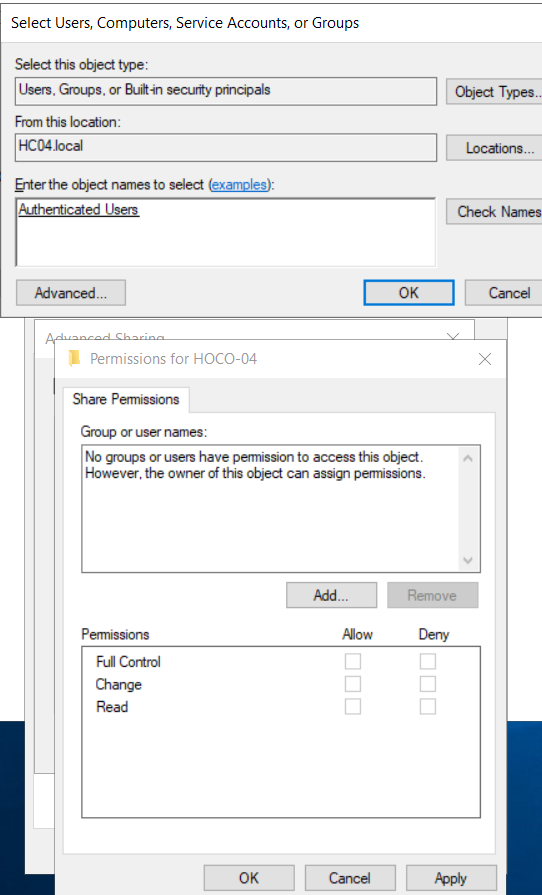 Select Users, Computers, Service Accounts, or Groups
Select this object type:
Users, Groups, or Built-in security principals
Object Types...
From this location:
HC04.local
Locations...
Enter the object names to select (examples):
Authenticated Users
Check Names
Advanced...
OK
Cancel
Advanced Sharing
Permissions for HOCO-04
Share Permissions
Group or user names:
No groups or users have permission to access this object.
However, the owner of this object can assign permissions.
Add...
Remove
Permissions Allow Deny
Full Control
Change
Read
OK
Cancel
Apply